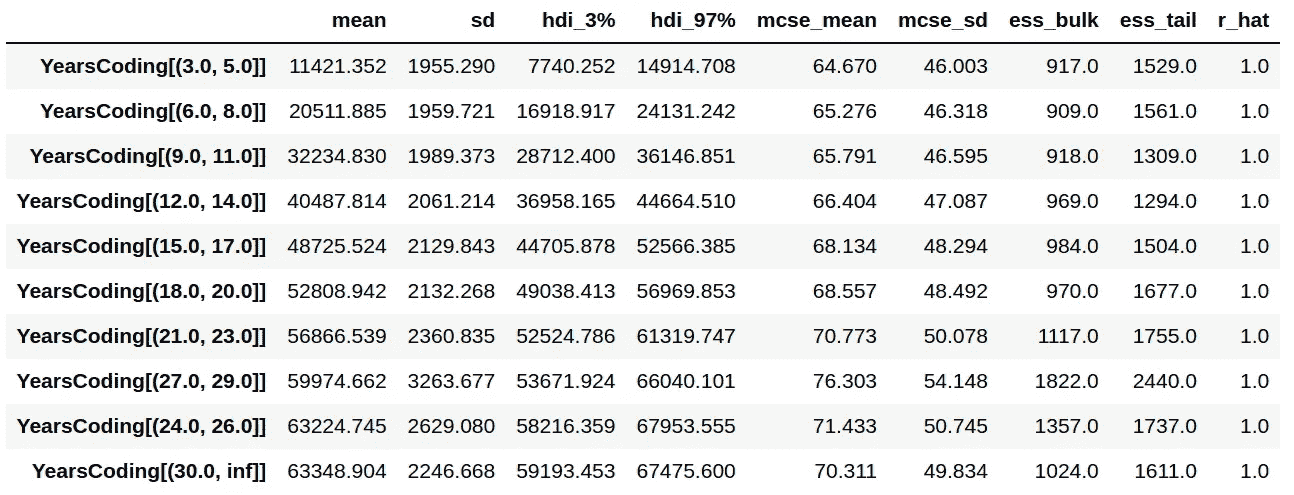 mean sd hdi_3% hdi_97% mcse_mean mcse_sd ess_bulk ess_tail r_hat
YearsCoding[(3.0, 5.0]] 11421.352 1955.290 7740.252 14914.708 64.670 46.003 917.0 1529.0 1.0
YearsCoding[(6.0, 8.0]] 20511.885 1959.721 16918.917 24131.242 65.276 46.318 909.0 1561.0 1.0
YearsCoding[(9.0, 11.0]] 32234.830 1989.373 28712.400 36146.851 65.791 46.595 918.0 1309.0 1.0
YearsCoding[(12.0, 14.0]] 40487.814 2061.214 36958.165 44664.510 66.404 47.087 969.0 1294.0 1.0
YearsCoding[(15.0, 17.0]] 48725.524 2129.843 44705.878 52566.385 68.134 48.294 984.0 1504.0 1.0
YearsCoding[(18.0, 20.0]] 52808.942 2132.268 49038.413 56969.853 68.557 48.492 970.0 1677.0 1.0
YearsCoding[(21.0, 23.0]] 56866.539 2360.835 52524.786 61319.747 70.773 50.078 1117.0 1755.0 1.0
YearsCoding[(27.0, 29.0]] 59974.662 3263.677 53671.924 66040.101 76.303 54.148 1822.0 2440.0 1.0
YearsCoding[(24.0, 26.0]] 63224.745 2629.080 58216.359 67953.555 71.433 50.745 1357.0 1737.0 1.0
YearsCoding[(30.0, inf]] 63348.904 2246.668 59193.453 67475.600 70.311 49.834 1024.0 1611.0 1.0